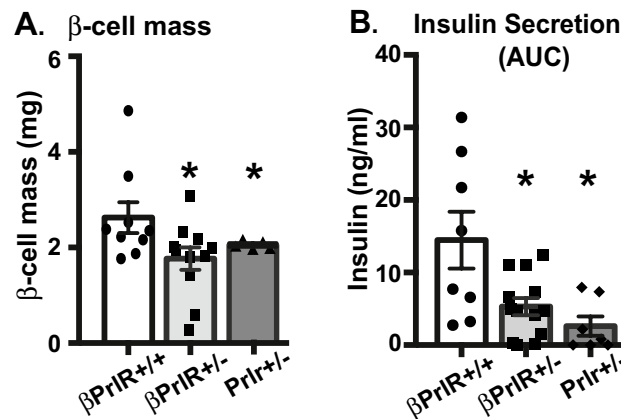 A. β-cell mass
β-cell mass (mg)
6
4
2
0
* *
βPrlR+/+
βPrlR+/-
Prlr+/-
B. Insulin Secretion
(AUC)
Insulin (ng/ml)
40
30
20
10
0
* *
βPrlR+/+
βPrlR+/-
Prlr+/-